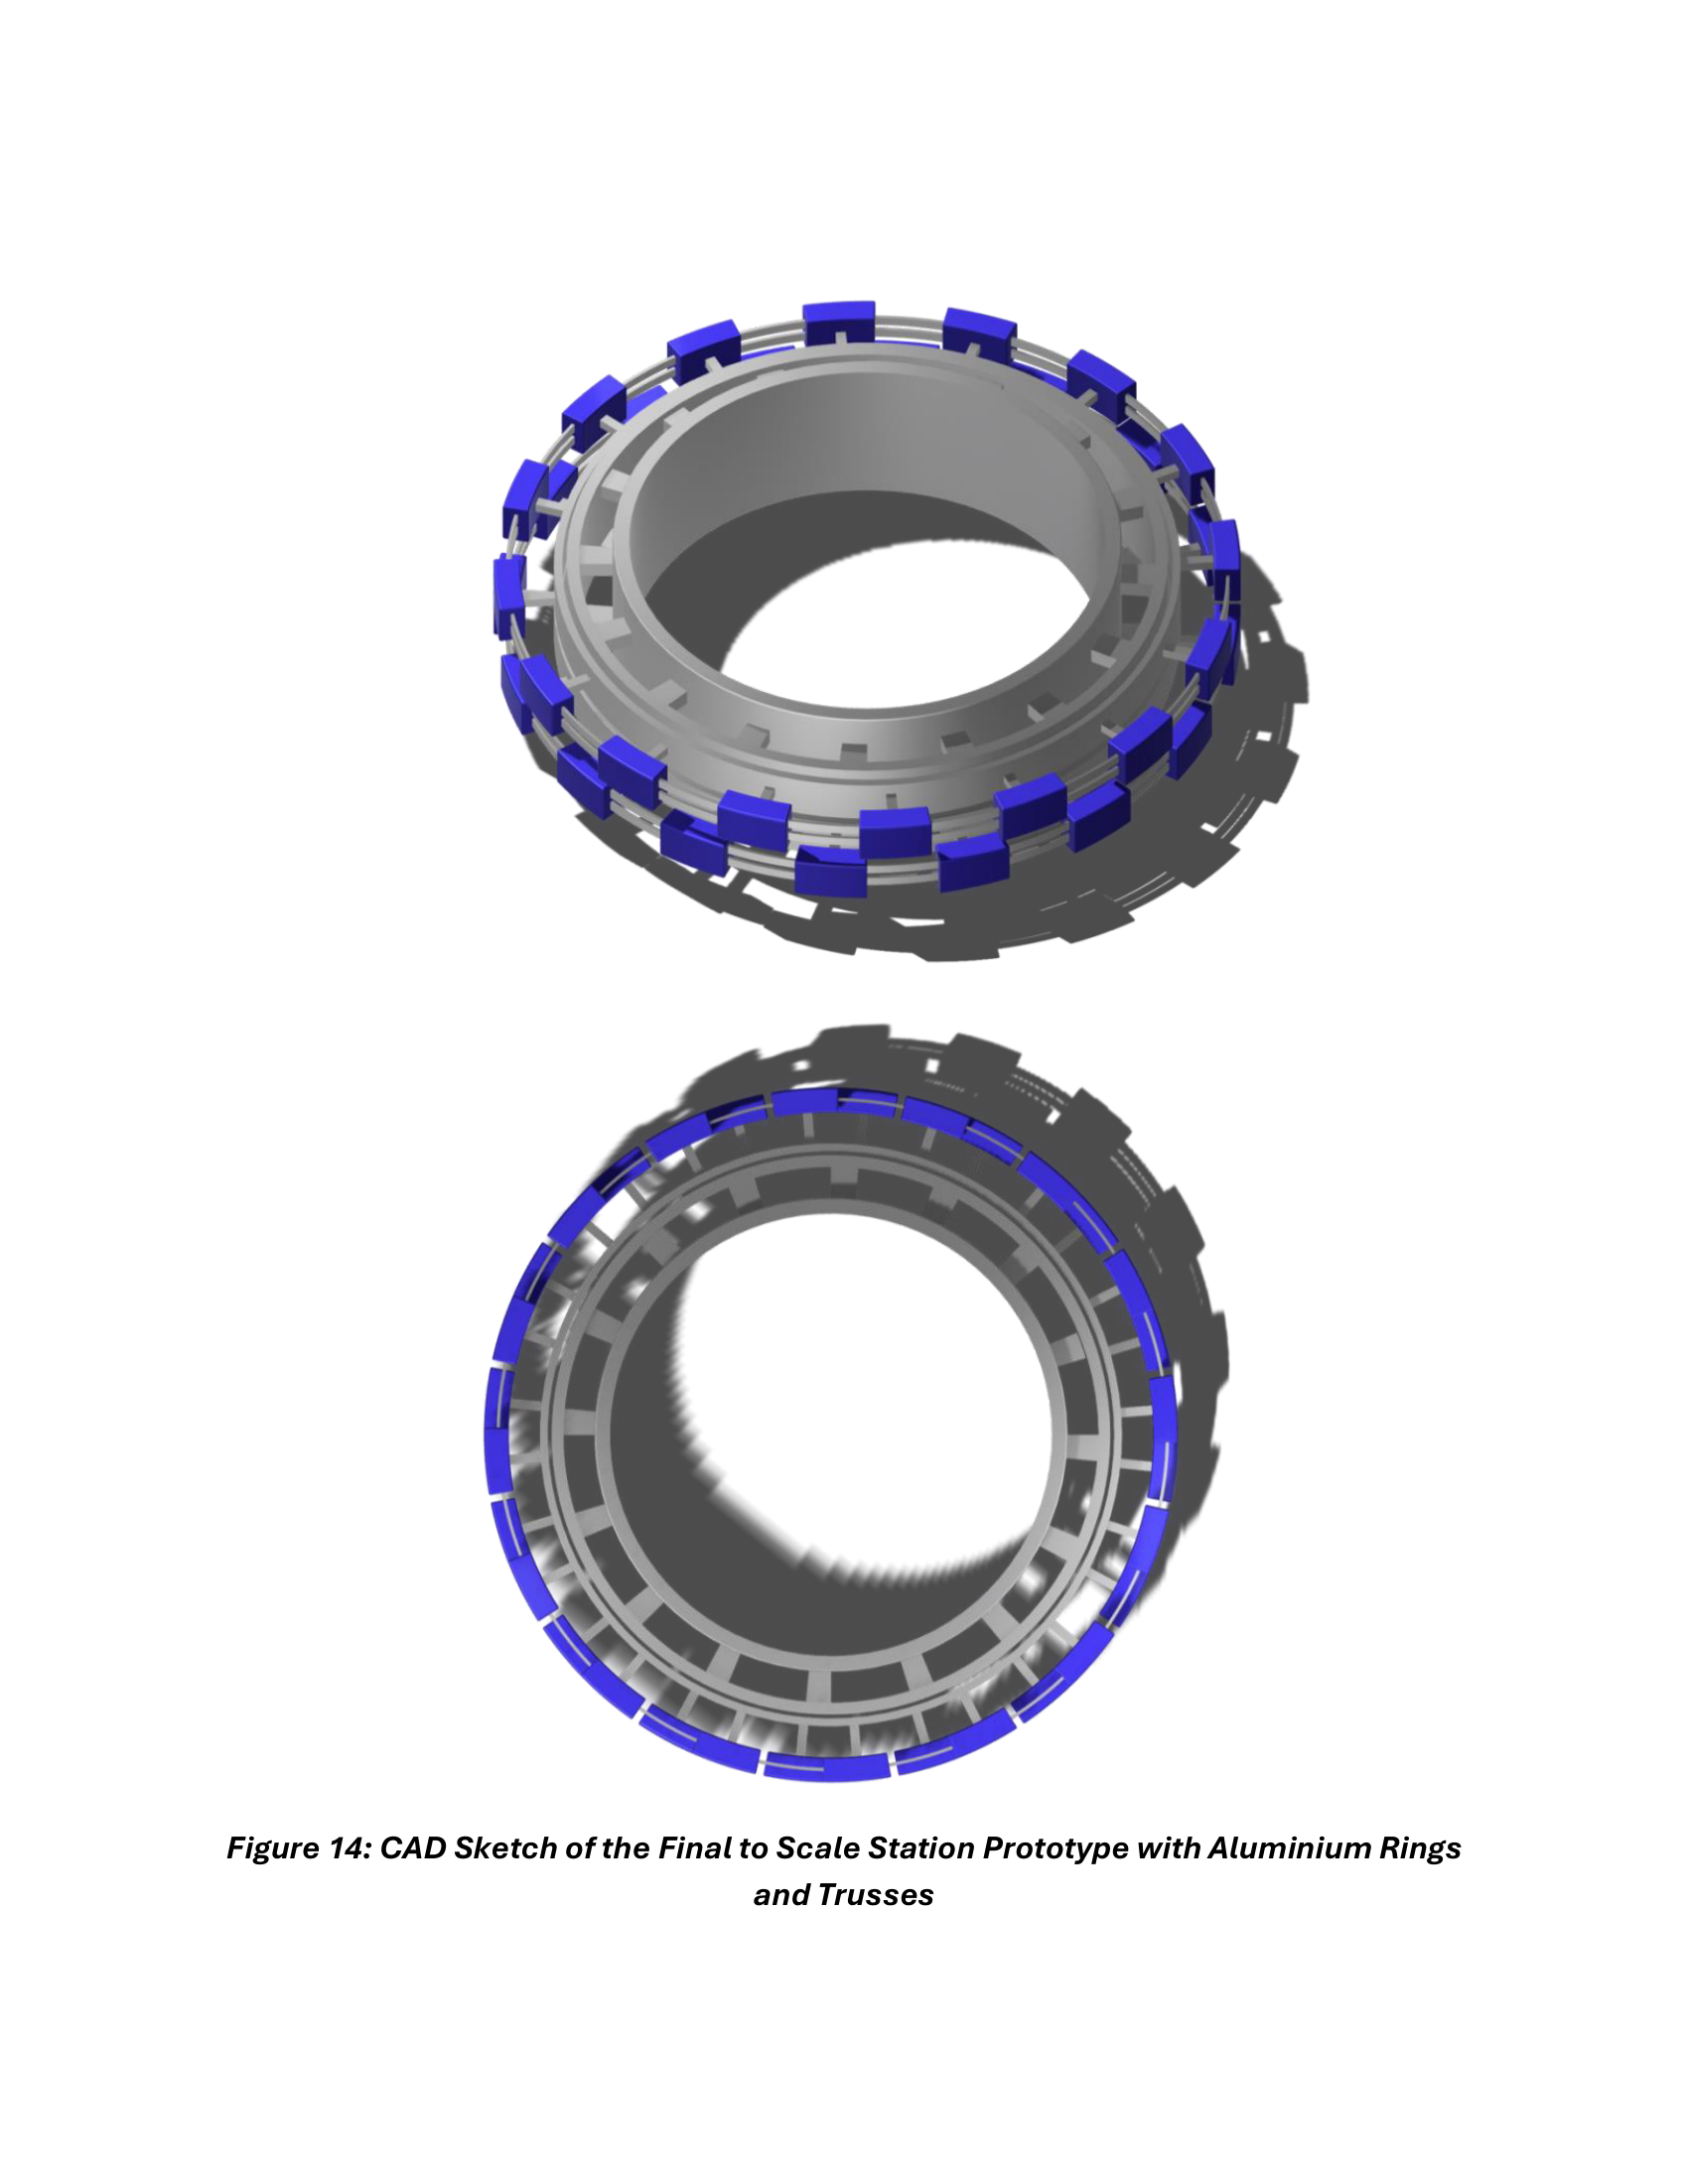 Figure 14: CAD Sketch of the Final to Scale Station Prototype with Aluminium Rings
and Trusses